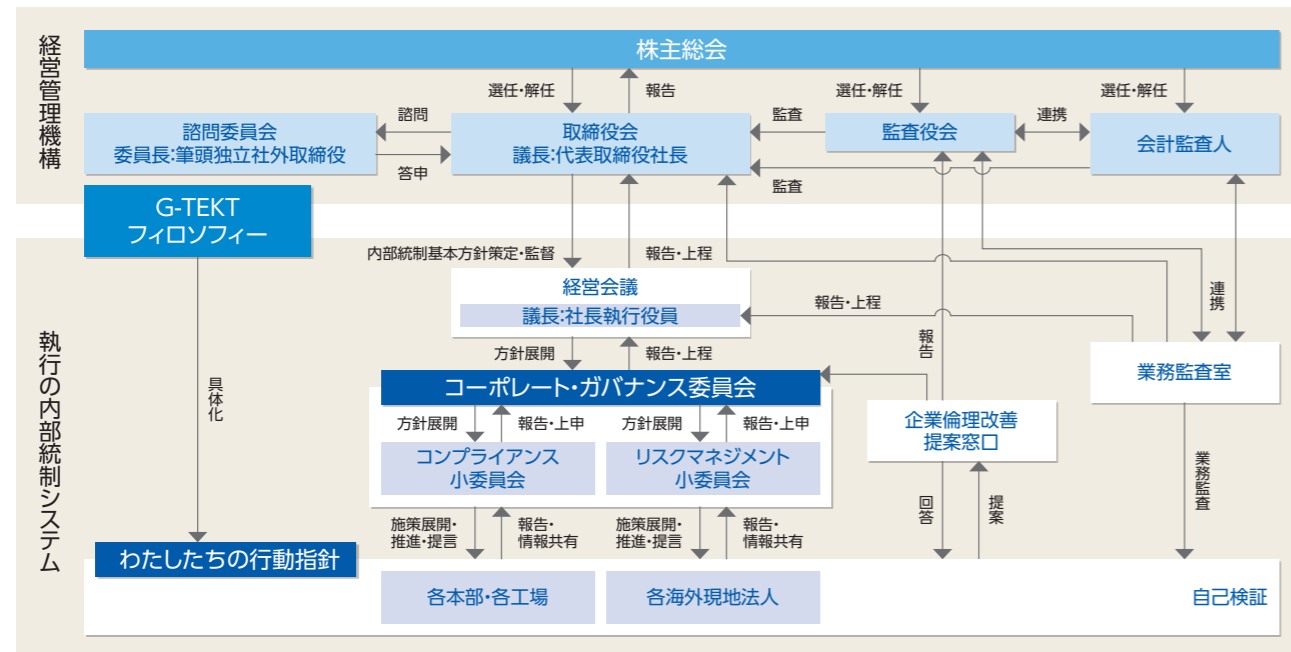 経営管理機構
株主総会
選任・解任
報告
選任・解任
選任・解任
諮問委員会
委員長:筆頭独立社外取締役
諮問
答申
取締役会
議長:代表取締役社長
監査
監査役会
連携
会計監査人
監査
G-TEKT
フィロソフィー
執行の内部統制システム
内部統制基本方針策定・監督
報告・上程
経営会議
議長:社長執行役員
報告・上程
連携
報告
方針展開
報告・上程
業務監査室
具体化
コーポレート・ガバナンス委員会
方針展開
報告・上申
方針展開
報告・上申
企業倫理改善
提案窓口
コンプライアンス
小委員会
リスクマネジメント
小委員会
業務監査
回答
提案
施策展開・
推進・提言
報告・
情報共有
施策展開・
推進・提言
報告・
情報共有
わたしたちの行動指針
各本部・各工場
各海外現地法人
自己検証